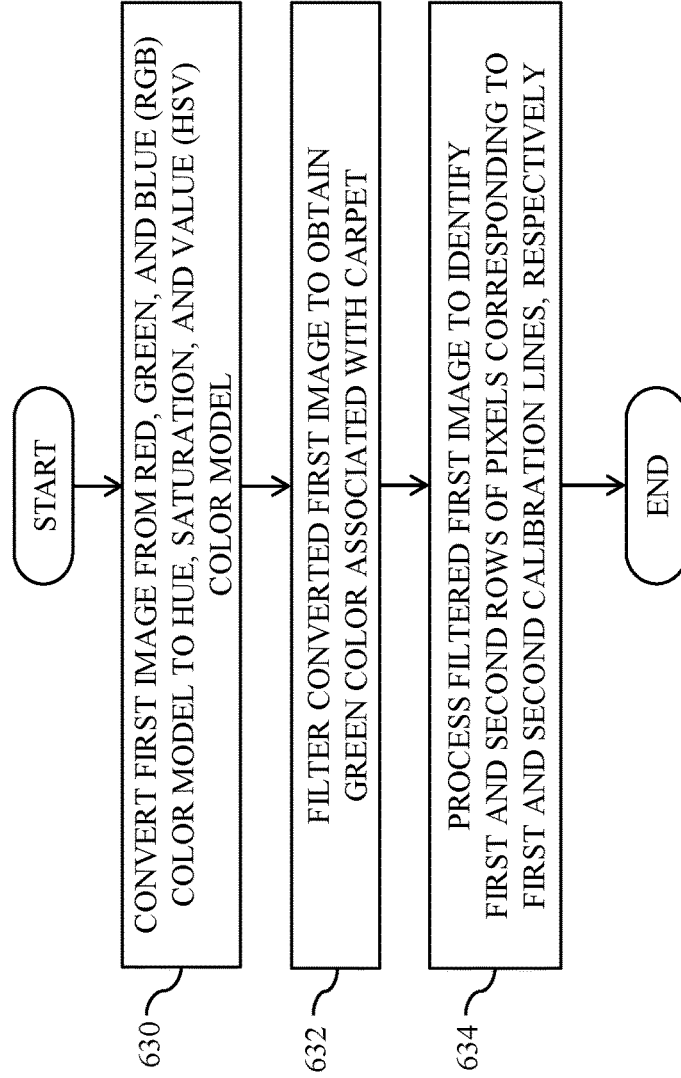 START
630
CONVERT FIRST IMAGE FROM RED, GREEN, AND BLUE (RGB)
COLOR MODEL TO HUE, SATURATION, AND VALUE (HSV)
COLOR MODEL
632
FILTER CONVERTED FIRST IMAGE TO OBTAIN
GREEN COLOR ASSOCIATED WITH CARPET
634
PROCESS FILTERED FIRST IMAGE TO IDENTIFY
FIRST AND SECOND ROWS OF PIXELS CORRESPONDING TO
FIRST AND SECOND CALIBRATION LINES, RESPECTIVELY
END